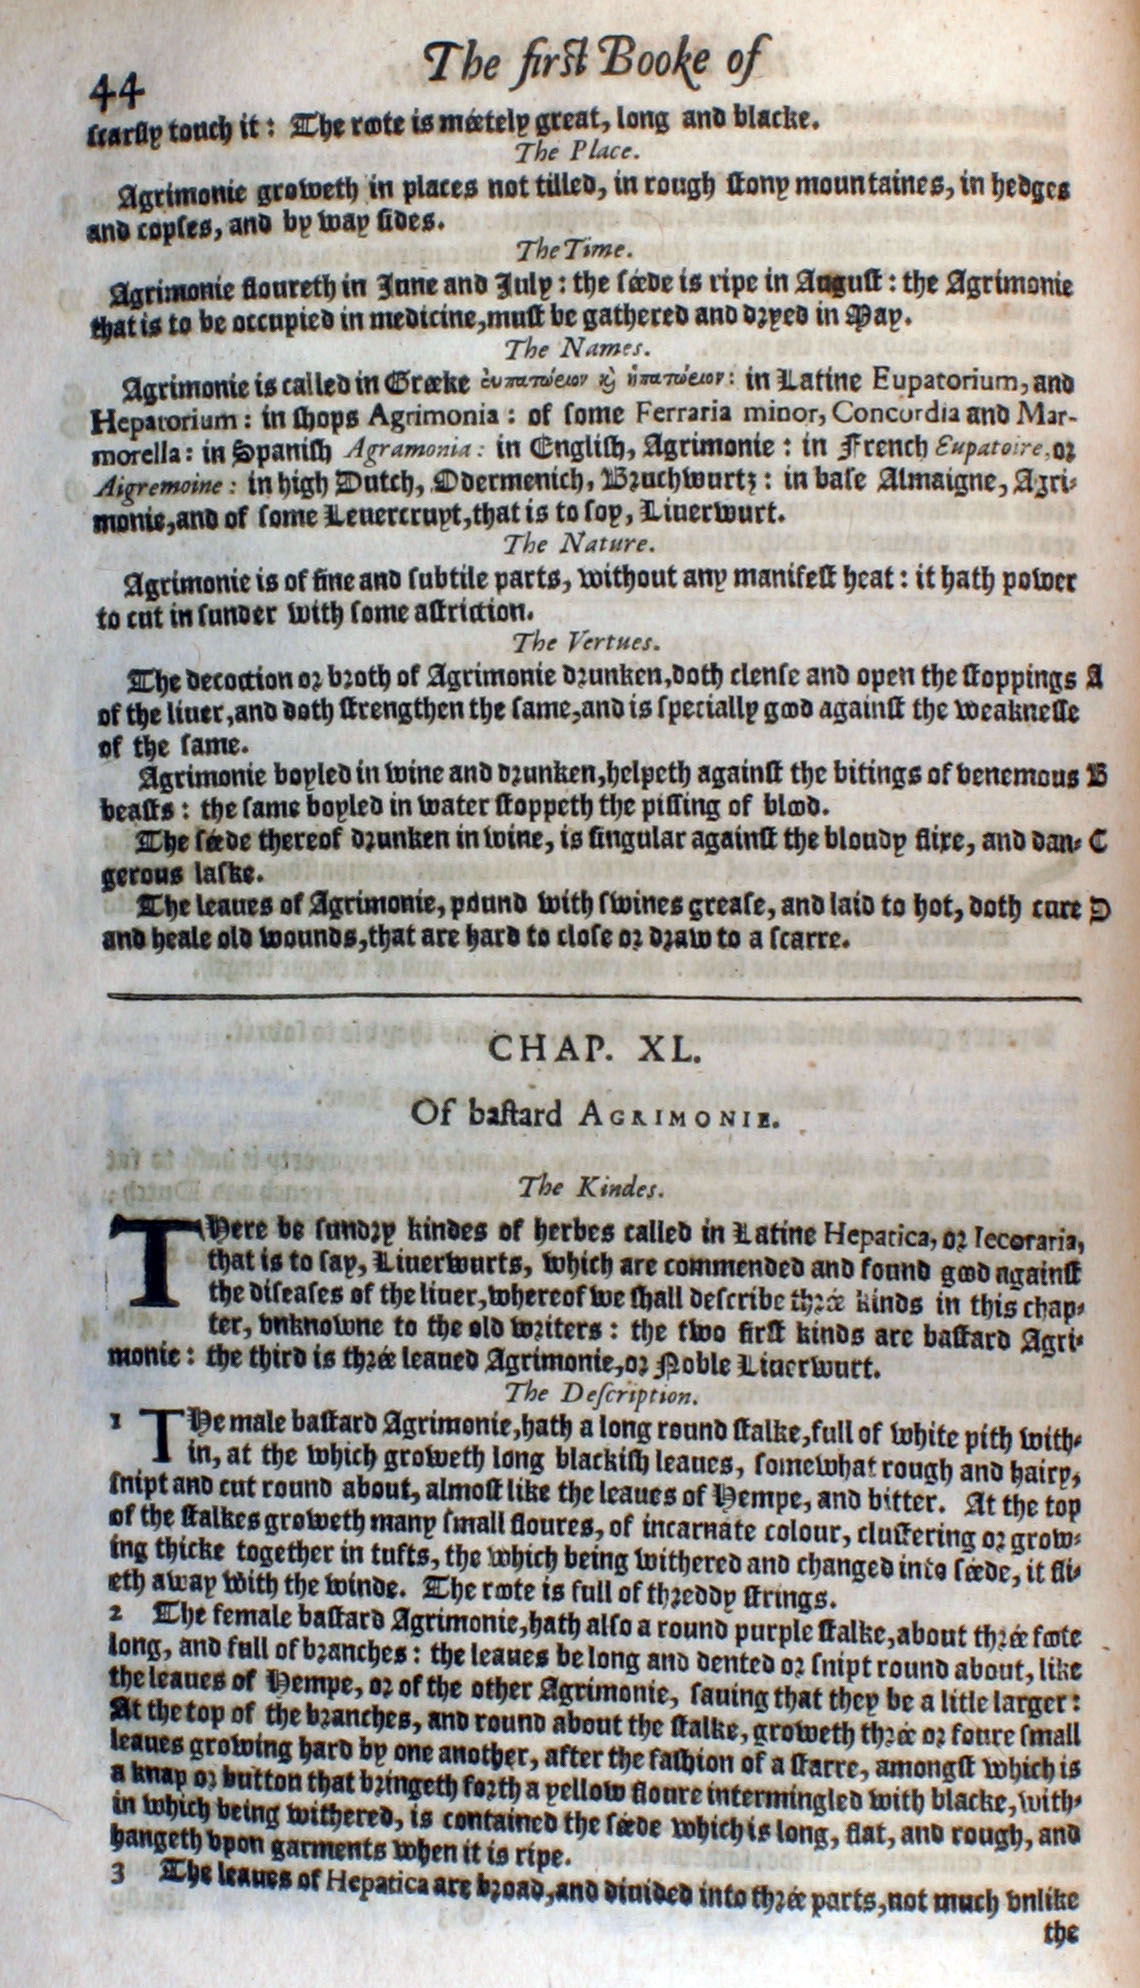 44 The first Booke of
scarsly touch it: The roote is méetely great, long and blacke.
The Place.
Agrimonie groweth in places not tilled, in rough stony mountaines, in hedges
and copses, and by way sides.
The Time.
Agrimonie floureth in June and July: the séede is ripe in August: the Agrimonie
that is to be occupied in medicine, must be gathered and dryed in May.
The Names.
Agrimonie is called in Gréeke ἐυπατώειον κ̀ ἡπατώειον: in Latine Eupatorium, and
Heparorium: in shops Agrimonia: of some Ferraria minor, Concordia and Mar-
morella: in Spanish Agramonia: in English, Agrimonie: in French Eupatoire, or
Aigremoine: in high Dutch, Odermenich, Bruchwurtz: in base Almaigne, Agri-
monie, and of some Leuercruyt, that is to soy, Liuerwurt.
The Nature.
Agrimonie is of fine and subtile parts, without any manifest heat: it hath power
to cut in sunder with some astriction.
The Vertues.
The decoction or broth of Agrimonie drunken, doth clense and open the stoppings A
of the liuer, and doth strengthen the same, and is specially good against the weaknesse
of the same.
Agrimonie boyled in wine and drunken, helpeth against the bitings of venemous B
beasts: the same boyled in water stoppeth the pissing of blood.
The séede thereof drunken in wine, is singular against the bloudy flixe, and dan- C
gerous laske.
The leaues of Agrimonie, pound with swines grease, and laid to hot, doth cure D
and heale old wounds, that are hard to close or draw to a scarre.
CHAP. XL.
Of bastard AGRIMONIE.
The Kindes.
THere be sundry kindes of herbes called in Latine Hepatica, or Iecoraria,
that is to say, Liuerwurts, which are commended and found good against
the diseases of the liuer, whereof we shall describe thrée kinds in this chap-
ter, vnknowne to the old writers: the two first kinds are bastard Agri-
monie: the third is thrée leaued Agrimonie, or Noble Liuerwurt.
The Description.
1 THe male bastard Agrimonie, hath a long round stalke, full of white pith with-
in, at the which groweth long blackish leaues, somewhat rough and hairy,
snipt and cut round about, almost like the leaues of Hempe, and bitter. At the top
of the stalkes groweth many small floures, of incarnate colour, clustering or grow-
ing thicke together in tufts, the which being withered and changed into séede, it fli-
eth away with the winde. The roote is full of threddy strings.
2 The female bastard Agrimonie, hath also a round purple stalke, about thrée foote
long, and full of branches: the leaues be long and dented or snipt round about, like
the leaues of Hempe, or of the other Agrimonie, sauing that they be a litle larger:
At the top of the branches, and round about the stalke, groweth thrée or foure small
leaues growing hard by one another, after the fashion of a starre, amongst which is
a knap or button that bringeth forth a yellow floure intermingled with blacke, with-
in which being withered, is contained the séede which is long, flat, and rough, and
hangeth vpon garments when it is ripe.
3 The leaues of Hepatica are broad, and diuided into thrée parts, not much vnlike
the